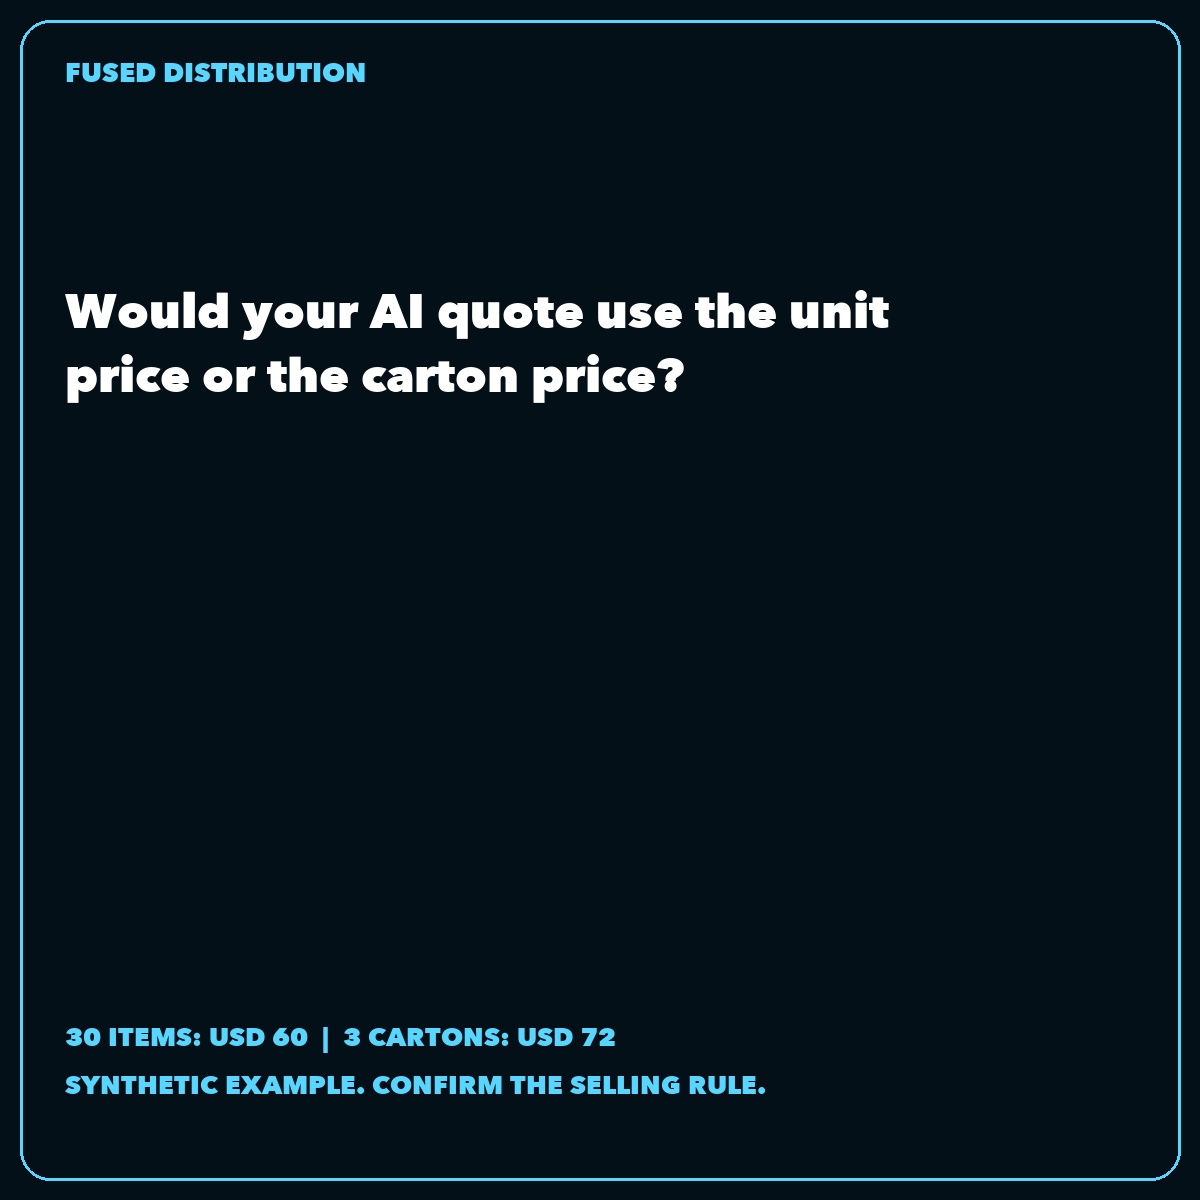 FUSED DISTRIBUTION
Would your AI quote use the unit
price or the carton price?
30 ITEMS: USD 60 | 3 CARTONS: USD 72
SYNTHETIC EXAMPLE. CONFIRM THE SELLING RULE.